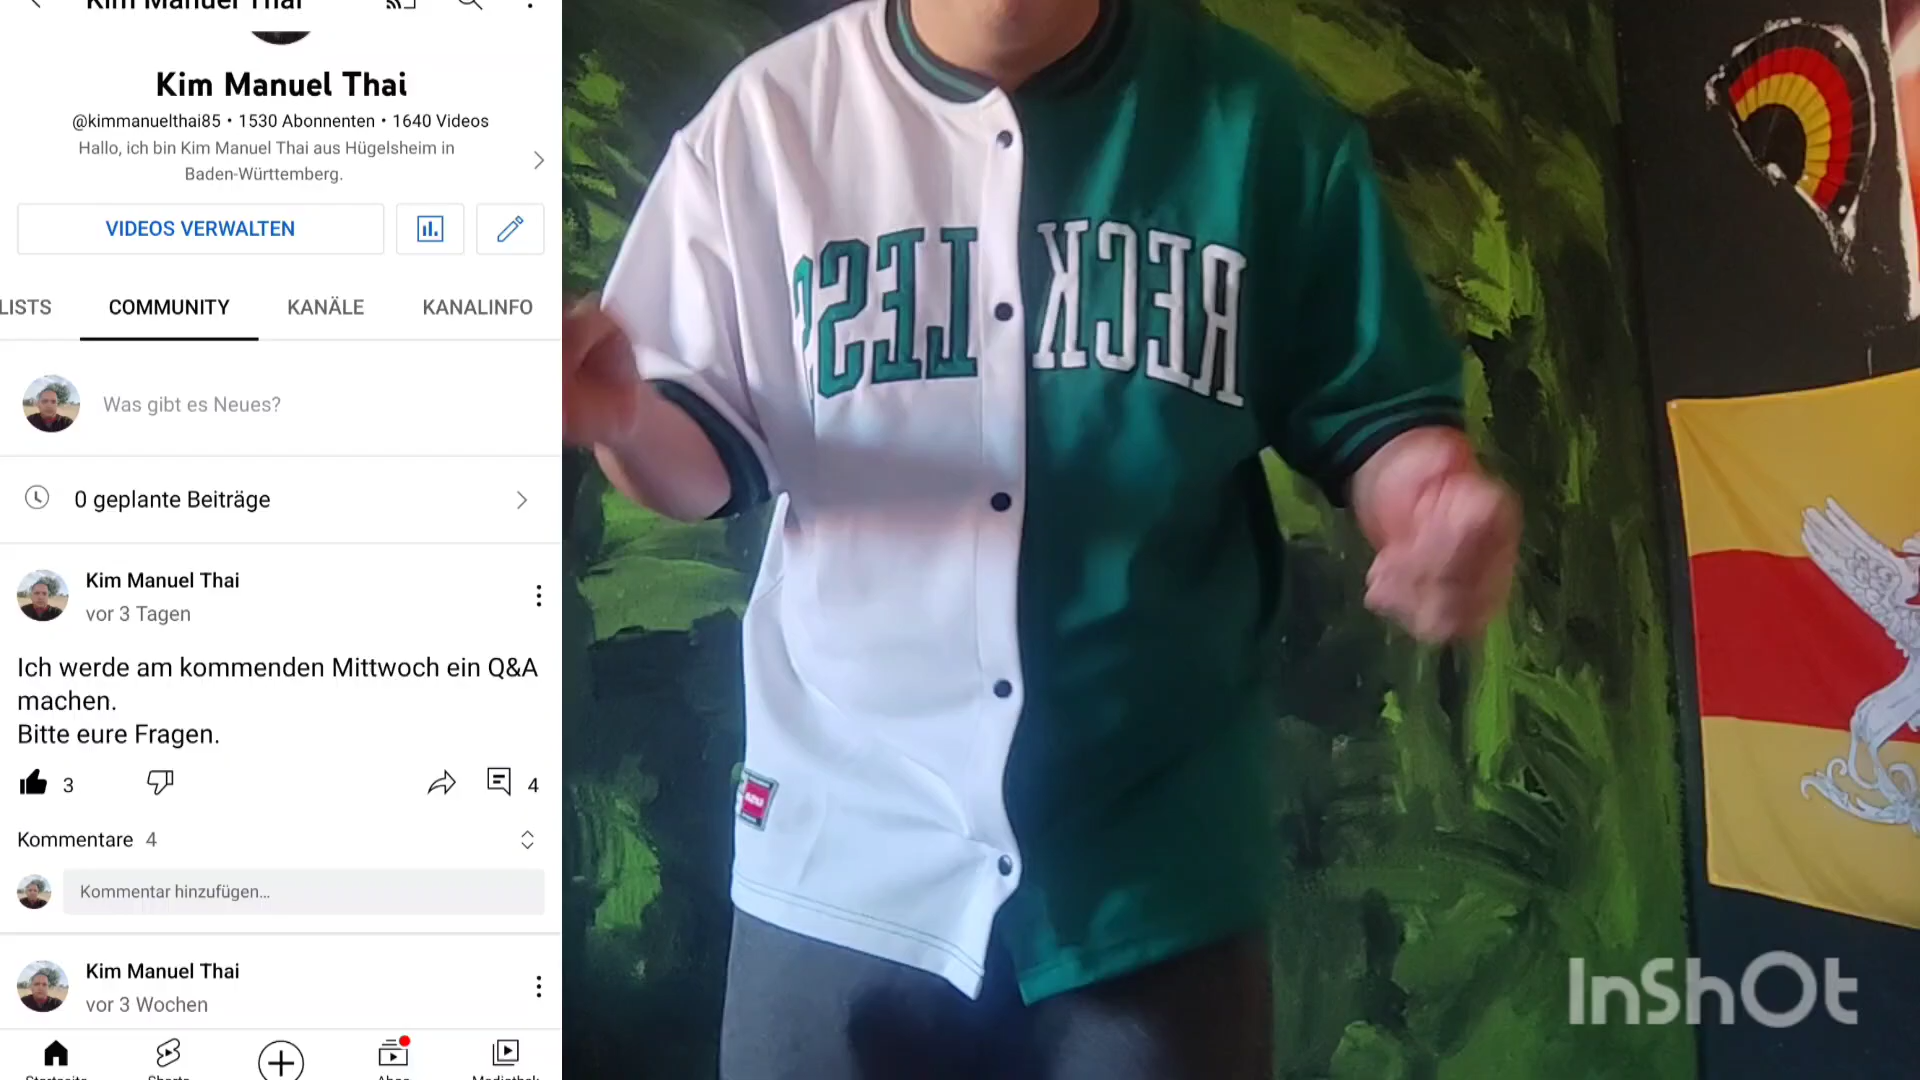 Kim Manuel Thai
Kim Manuel Thai
@kimmanuelthai85 • 1530 Abonnenten • 1640 Videos
Hallo, ich bin Kim Manuel Thai aus Hügelsheim in
Baden-Württemberg.
VIDEOS VERWALTEN
LISTS COMMUNITY KANÄLE KANALINFO
Was gibt es Neues?
0 geplante Beiträge
Kim Manuel Thai
vor 3 Tagen
Ich werde am kommenden Mittwoch ein Q&A
machen.
Bitte eure Fragen.
3 4
Kommentare 4
Kommentar hinzufügen...
Kim Manuel Thai
vor 3 Wochen
RECK LESS
InShOt